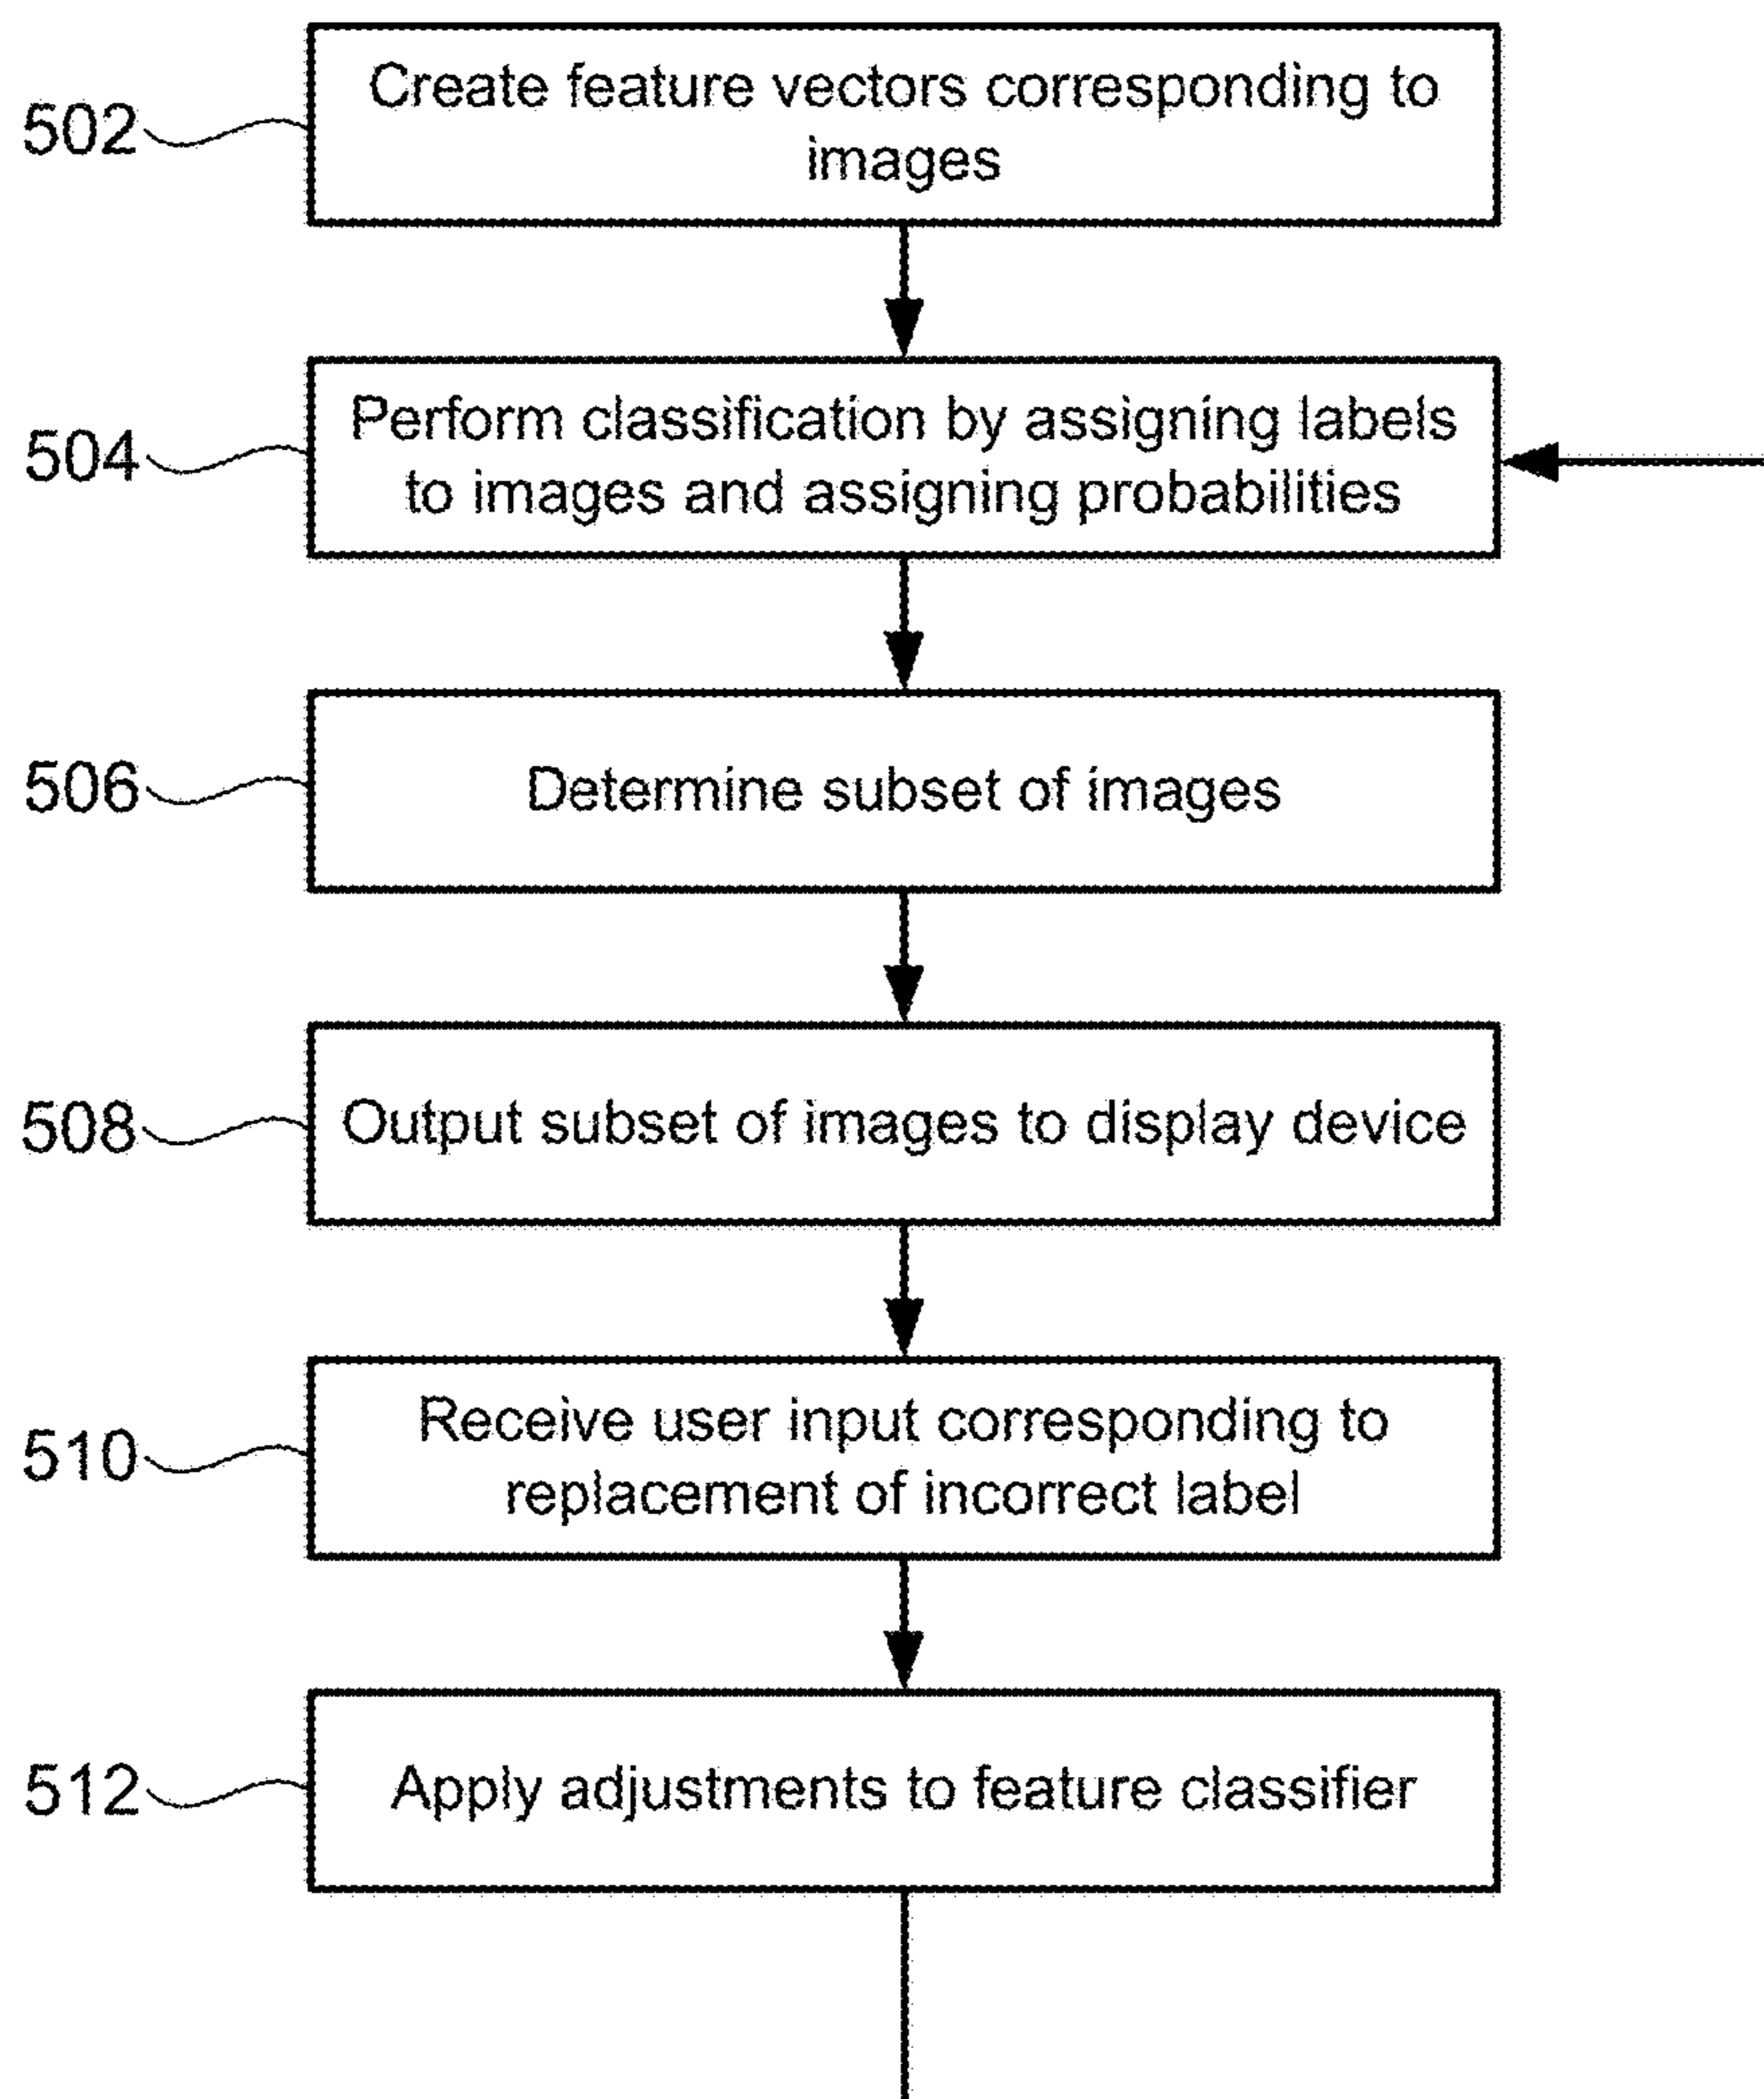 502
Create feature vectors corresponding to
images
504
Perform classification by assigning labels
to images and assigning probabilities
506
Determine subset of images
508
Output subset of images to display device
510
Receive user input corresponding to
replacement of incorrect label
512
Apply adjustments to feature classifier